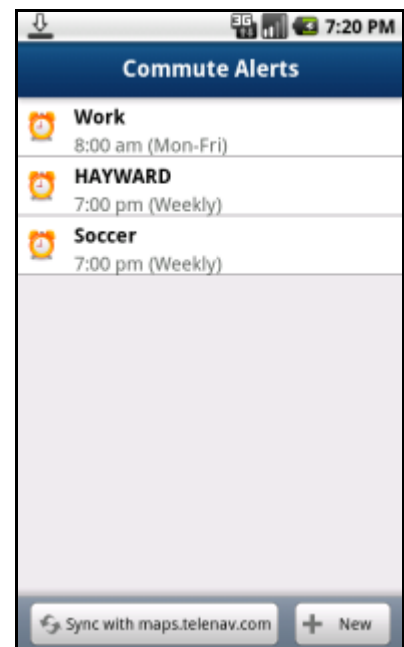 3G 7:20 PM
Commute Alerts
Work
8:00 am (Mon-Fri)
HAYWARD
7:00 pm (Weekly)
Soccer
7:00 pm (Weekly)
Sync with maps.telenav.com + New